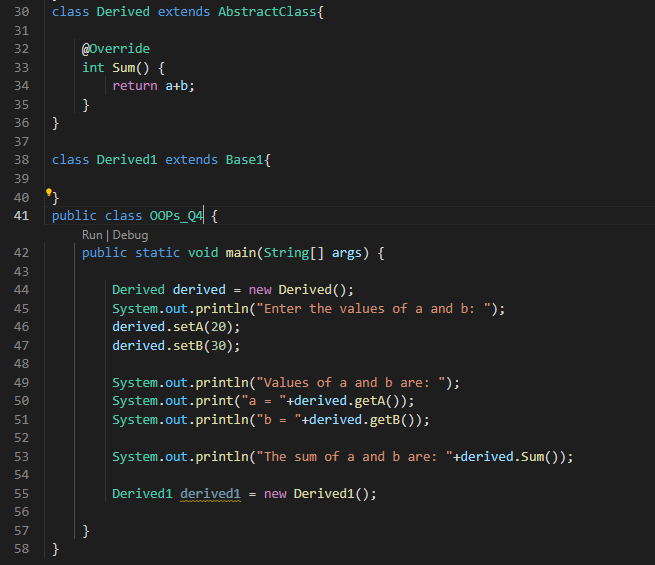 30 class Derived extends AbstractClass{
31
32 @Override
33 int Sum() {
34 return a+b;
35 }
36 }
37
38 class Derived1 extends Base1{
39
40 }
41 public class OOPs_Q4 {
Run | Debug
42 public static void main(String[] args) {
43
44 Derived derived = new Derived();
45 System.out.println("Enter the values of a and b: ");
46 derived.setA(20);
47 derived.setB(30);
48
49 System.out.println("Values of a and b are: ");
50 System.out.print("a = "+derived.getA());
51 System.out.println("b = "+derived.getB());
52
53 System.out.println("The sum of a and b are: "+derived.Sum());
54
55 Derived1 derived1 = new Derived1();
56
57 }
58 }